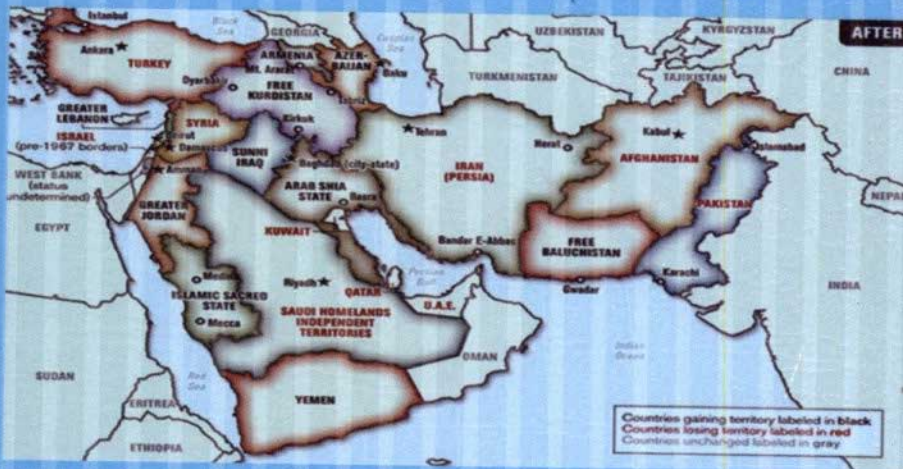 Black
Sea
GEORGIA
Caspian
Sea
UZBEKISTAN
KYRGYZSTAN
AFTER
Istanbul
Ankara
TURKEY
ARMENIA
Mt. Ararat
AZER-
BAIJAN
Baku
TURKMENISTAN
TAJIKISTAN
CHINA
Dyarbakir
FREE
KURDISTAN
Tabriz
GREATER
LEBANON
SYRIA
Kirkuk
Tehran
Herat
Kabul
Islamabad
ISRAEL
(pre-1967 borders)
Beirut
Damascus
SUNNI
IRAQ
Baghdad (city-state)
IRAN
(PERSIA)
AFGHANISTAN
WEST BANK
(status
undetermined)
Amman
ARAB SHIA
STATE
Basra
PAKISTAN
NEPAL
GREATER
JORDAN
EGYPT
KUWAIT
Bandar E-Abbas
FREE
BALUCHISTAN
Karachi
Gwadar
INDIA
Medina
ISLAMIC SACRED
STATE
Mecca
Riyadh
QATAR
Persian
Gulf
U.A.E.
SAUDI HOMELANDS
INDEPENDENT
TERRITORIES
OMAN
Indian
Ocean
SUDAN
Red
Sea
YEMEN
ERITREA
ETHIOPIA
Countries gaining territory labeled in black
Countries losing territory labeled in red
Countries unchanged labeled in gray